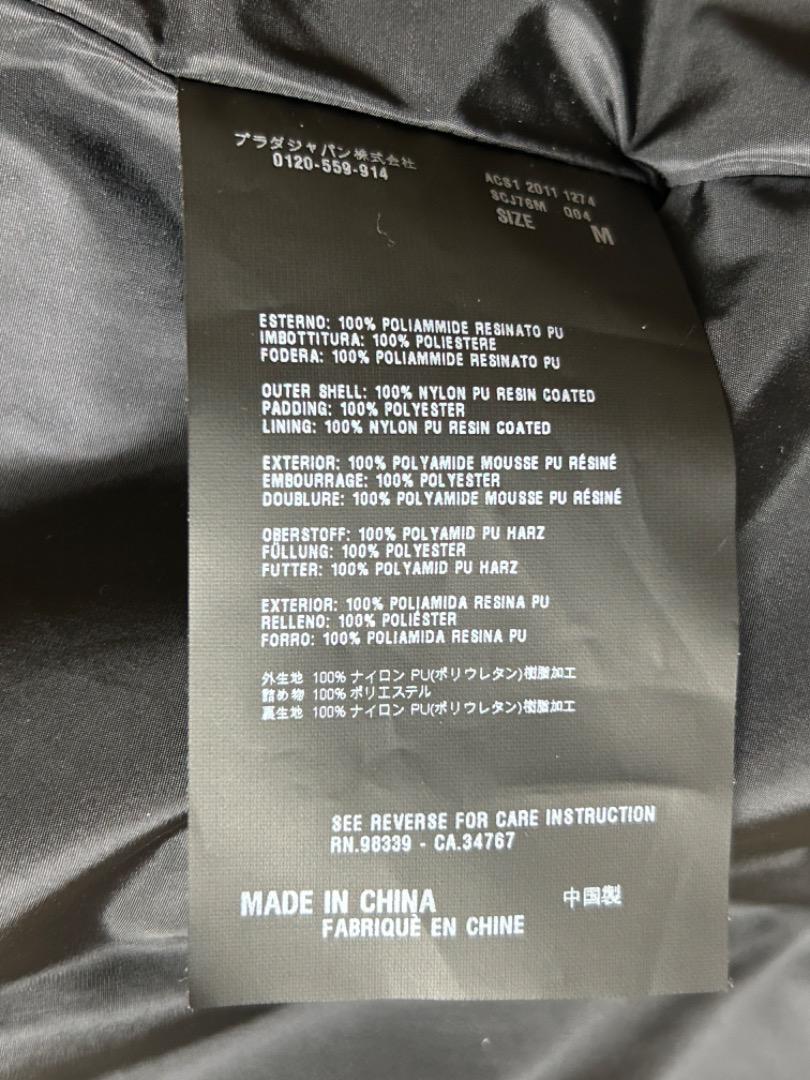 プラダジャパン株式会社
0120-559-914
ACS1 2011 1274
SCJ76M Q04
SIZE M
ESTERNO: 100% POLIAMMIDE RESINATO PU
IMBOTTITURA: 100% POLIESTERE
FODERA: 100% POLIAMMIDE RESINATO PU
OUTER SHELL: 100% NYLON PU RESIN COATED
PADDING: 100% POLYESTER
LINING: 100% NYLON PU RESIN COATED
EXTERIOR: 100% POLYAMIDE MOUSSE PU RÉSINÉ
EMBOURRAGE: 100% POLYESTER
DOUBLURE: 100% POLYAMIDE MOUSSE PU RÉSINÉ
OBERSTOFF: 100% POLYAMID PU HARZ
FÜLLUNG: 100% POLYESTER
FUTTER: 100% POLYAMID PU HARZ
EXTERIOR: 100% POLIAMIDA RESINA PU
RELLENO: 100% POLIÉSTER
FORRO: 100% POLIAMIDA RESINA PU
外生地 100% ナイロン PU(ポリウレタン)樹脂加工
詰め物 100% ポリエステル
裏生地 100% ナイロン PU(ポリウレタン)樹脂加工
SEE REVERSE FOR CARE INSTRUCTION
RN.98339 - CA.34767
MADE IN CHINA 中国製
FABRIQUÈ EN CHINE